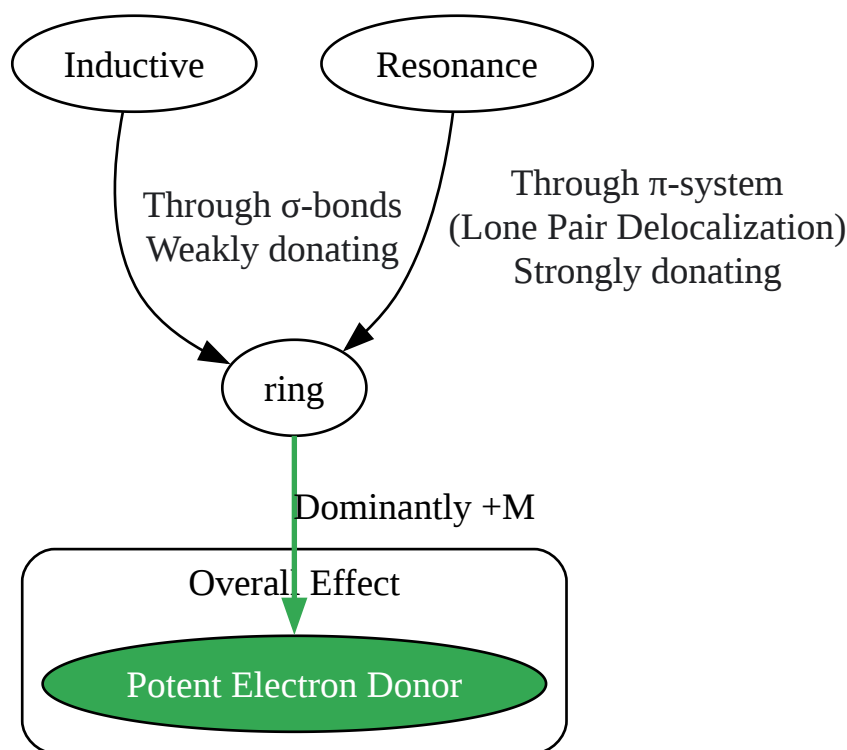 Inductive
Resonance
Through σ-bonds
Weakly donating
Through π-system
(Lone Pair Delocalization)
Strongly donating
ring
Dominantly +M
Overall Effect
Potent Electron Donor